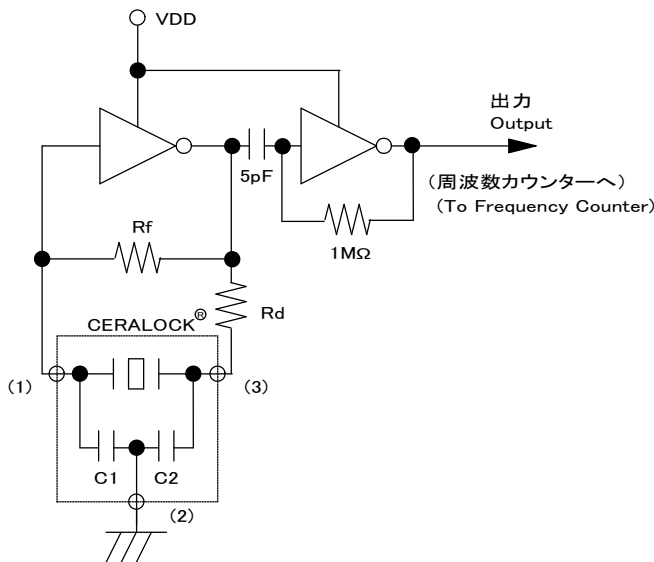 VDD
出力
Output
5pF
(周波数カウンターへ)
(To Frequency Counter)
Rf
1MΩ
Rd
CERALOCK®
(1)
(3)
C1
C2
(2)